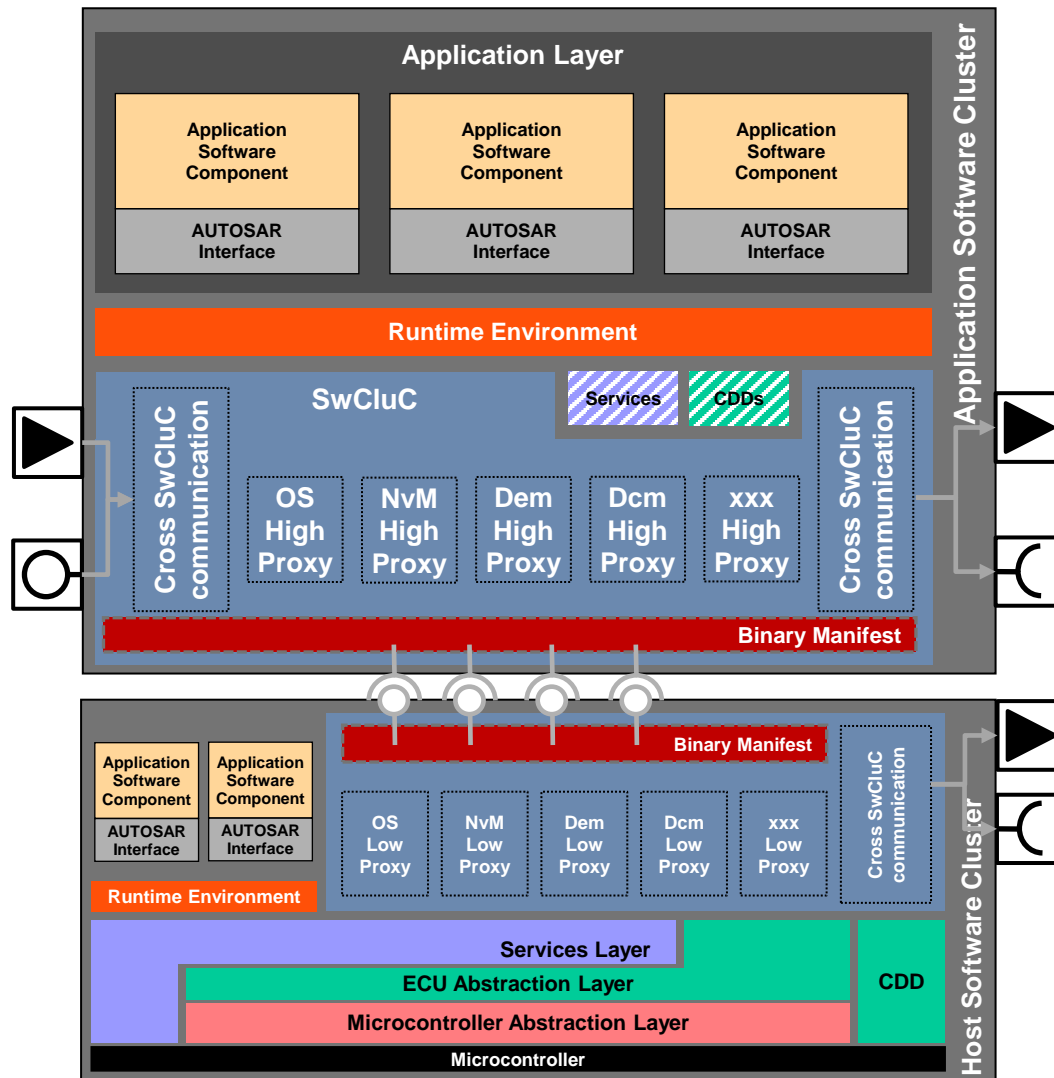 Application Layer
Application
Software
Component
AUTOSAR
Interface
Application
Software
Component
AUTOSAR
Interface
Application
Software
Component
AUTOSAR
Interface
Application Software Cluster
Runtime Environment
SwCluC
Services
CDDs
Cross SwCluC
communication
OS
High
Proxy
NvM
High
Proxy
Dem
High
Proxy
Dcm
High
Proxy
xxx
High
Proxy
Cross SwCluC
communication
Binary Manifest
Application
Software
Component
AUTOSAR
Interface
Application
Software
Component
AUTOSAR
Interface
Runtime Environment
Binary Manifest
OS
Low
Proxy
NvM
Low
Proxy
Dem
Low
Proxy
Dcm
Low
Proxy
xxx
Low
Proxy
Cross SwCluC
communication
Host Software Cluster
Services Layer
ECU Abstraction Layer
Microcontroller Abstraction Layer
CDD
Microcontroller